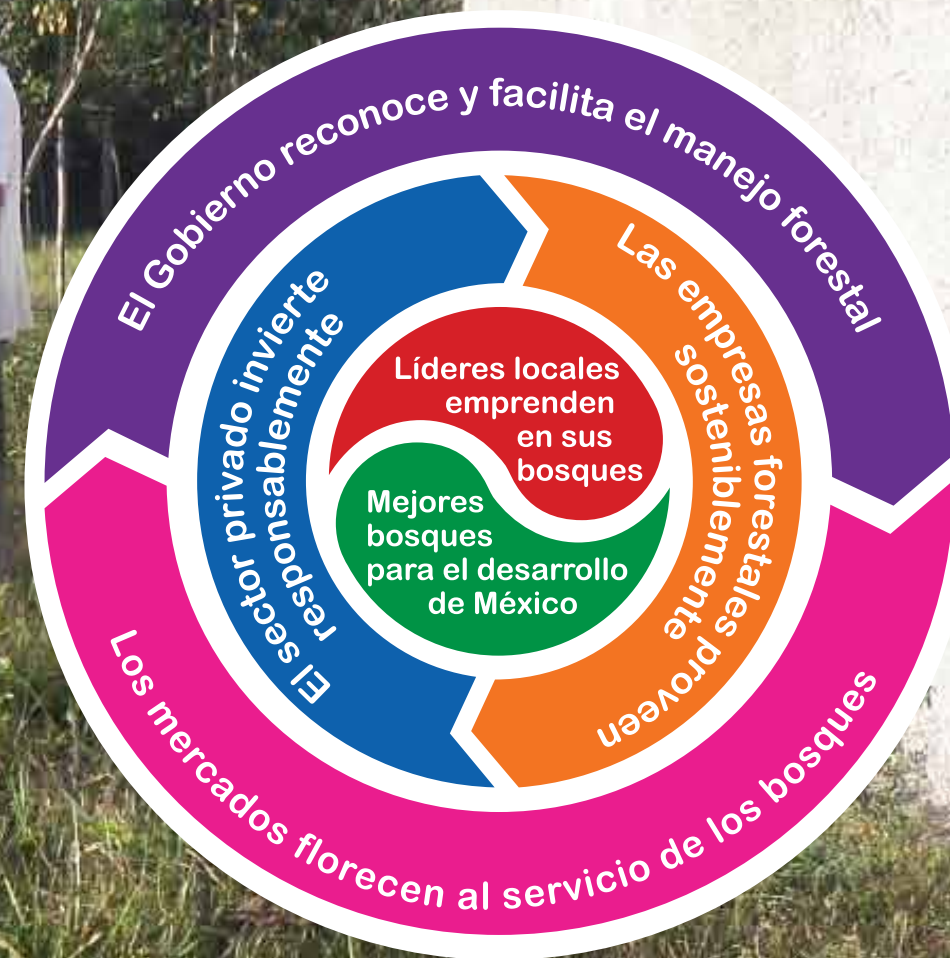 El Gobierno reconoce y facilita el manejo forestal
El sector privado invierte
responsablemente
Las empresas forestales proveen
sosteniblemente
Líderes locales
emprenden
en sus
bosques
Mejores
bosques
para el desarrollo
de México
Los mercados florecen al servicio de los bosques